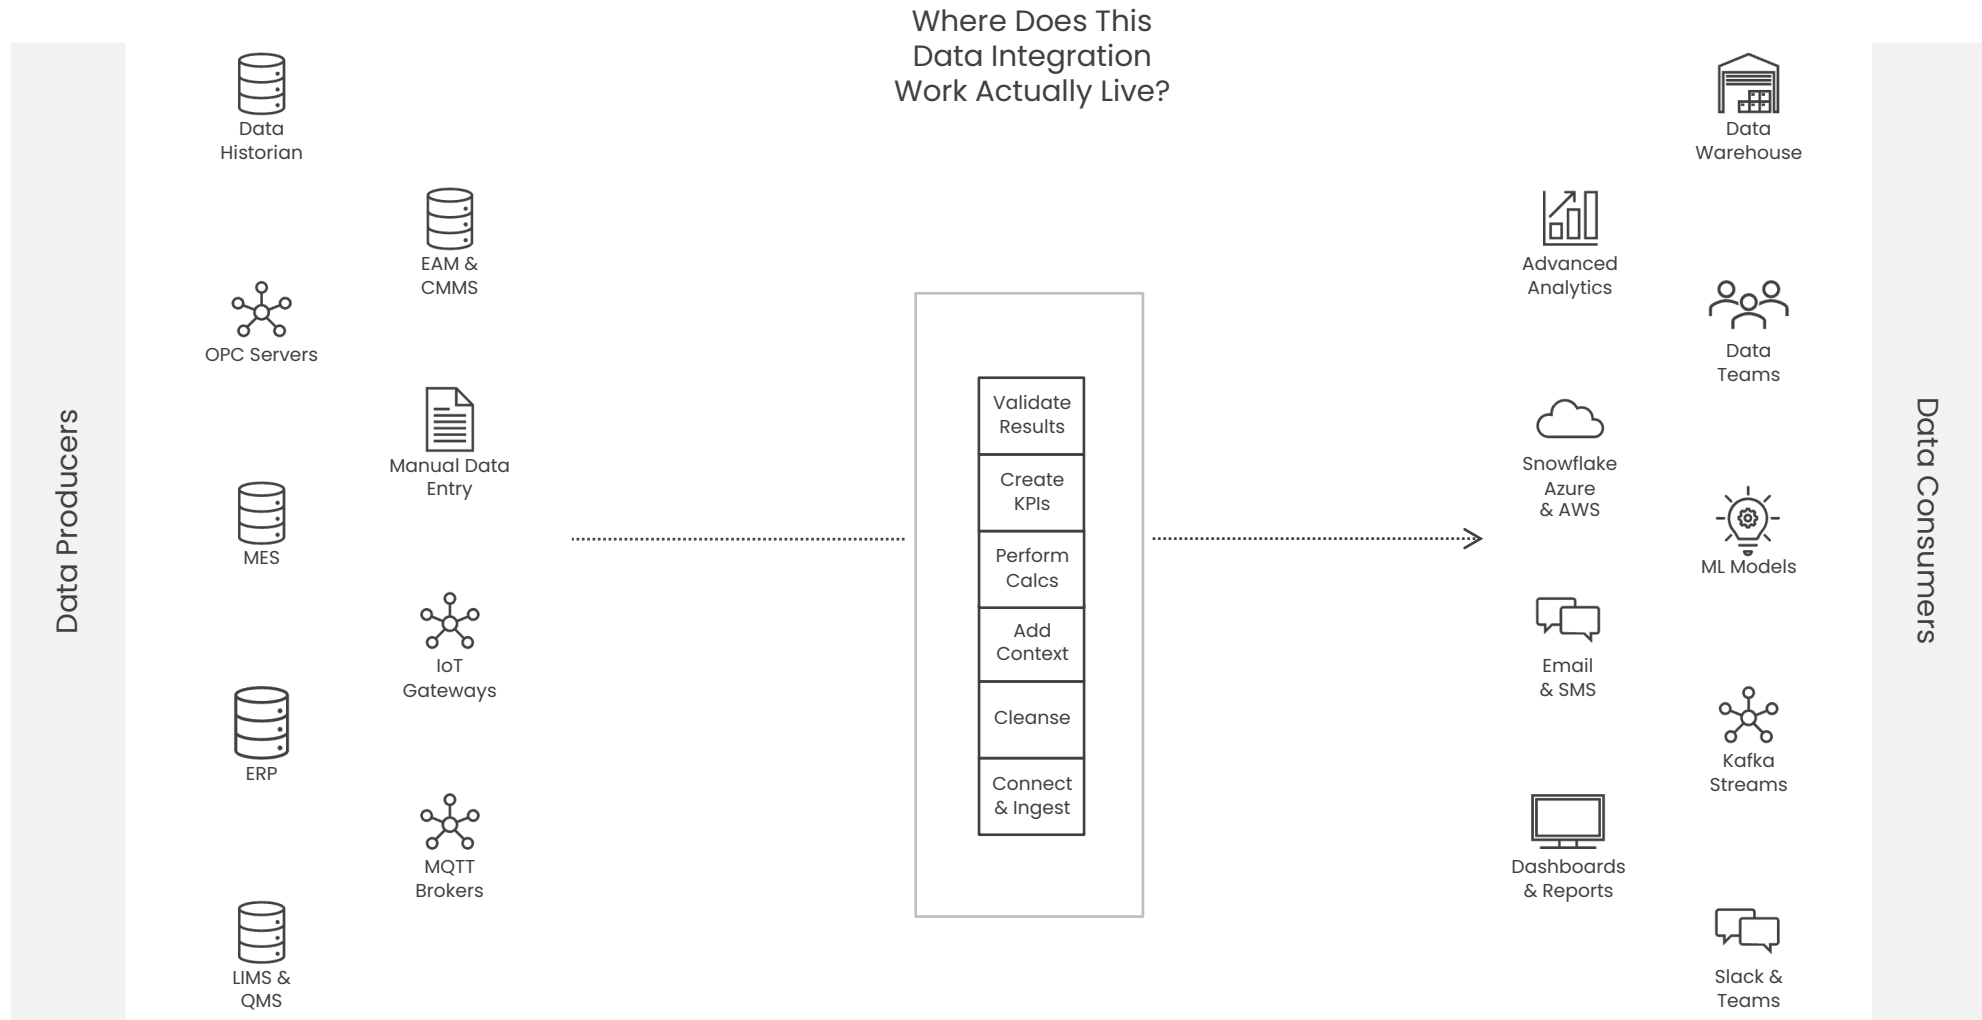 Where Does This
Data Integration
Work Actually Live?
Data Producers
Data
Historian
EAM &
CMMS
OPC Servers
Manual Data
Entry
MES
IoT
Gateways
ERP
MQTT
Brokers
LIMS &
QMS
Validate
Results
Create
KPIs
Perform
Calcs
Add
Context
Cleanse
Connect
& Ingest
Data
Warehouse
Advanced
Analytics
Data
Teams
Snowflake
Azure
& AWS
ML Models
Email
& SMS
Kafka
Streams
Dashboards
& Reports
Slack &
Teams
Data Consumers